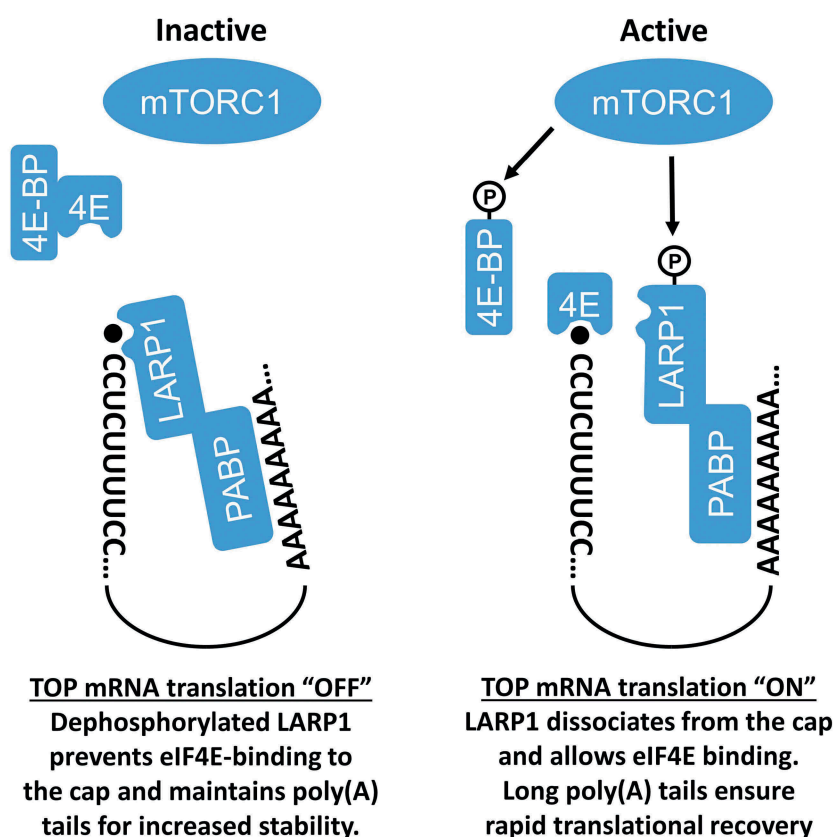 Inactive
mTORC1
4E-BP
4E
LARP1
PABP
CCUCUUUUCC...
AAAAAAAAA...
TOP mRNA translation “OFF”
Dephosphorylated LARP1
prevents eIF4E-binding to
the cap and maintains poly(A)
tails for increased stability.
Active
mTORC1
P
4E-BP
4E
P
LARP1
PABP
CCUCUUUUCC...
AAAAAAAAA...
TOP mRNA translation “ON”
LARP1 dissociates from the cap
and allows eIF4E binding.
Long poly(A) tails ensure
rapid translational recovery